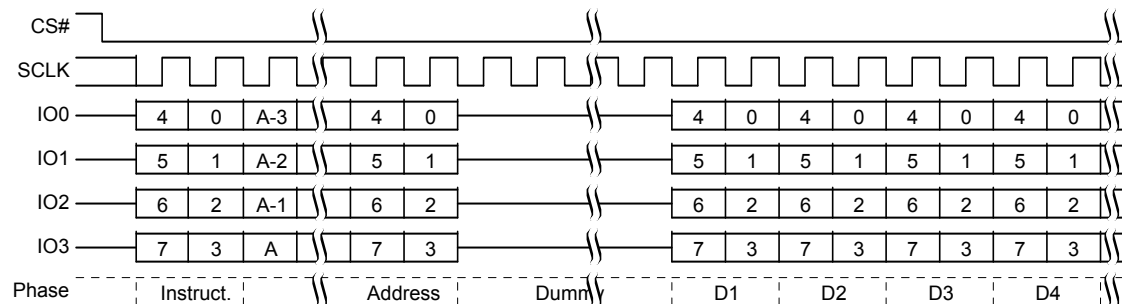 CS#
SCLK
IO0 4 0 A-3 4 0 4 0 4 0 4 0 4 0
IO1 5 1 A-2 5 1 5 1 5 1 5 1 5 1
IO2 6 2 A-1 6 2 6 2 6 2 6 2 6 2
IO3 7 3 A 7 3 7 3 7 3 7 3 7 3
Phase Instruct. Address Dummy D1 D2 D3 D4